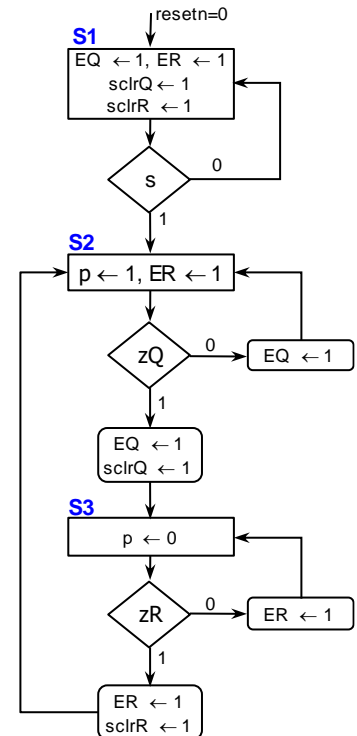 resetn=0
S1
EQ ← 1, ER ← 1
sclrQ ← 1
sclrR ← 1
s
0
1
S2
p ← 1, ER ← 1
zQ
0
EQ ← 1
1
EQ ← 1
sclrQ ← 1
S3
p ← 0
zR
0
ER ← 1
1
ER ← 1
sclrR ← 1